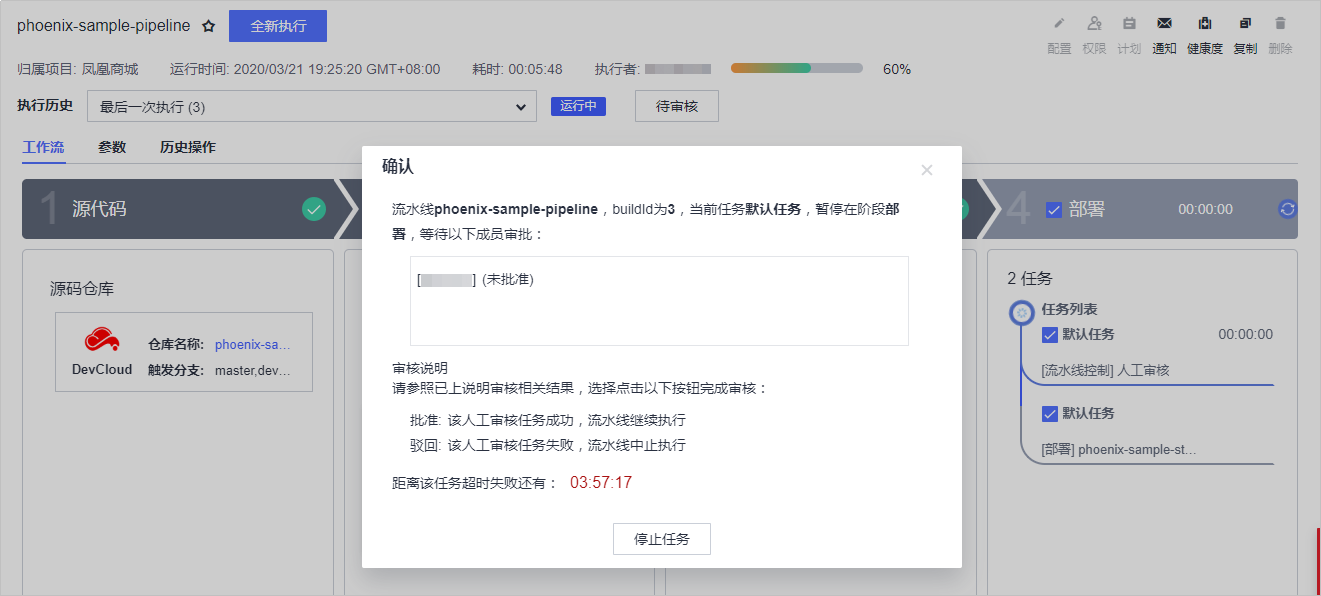 phoenix-sample-pipeline 全新执行
配置 权限 计划 通知 健康度 复制 删除
归属项目: 凤凰商城 运行时间: 2020/03/21 19:25:20 GMT+08:00 耗时: 00:05:48 执行者: 60%
执行历史 最后一次执行 (3) 运行中 待审核
工作流 参数 历史操作
1 源代码
4 部署 00:00:00
源码仓库
DevCloud
仓库名称: phoenix-sa...
触发分支: master,dev...
确认
流水线phoenix-sample-pipeline，buildId为3，当前任务默认任务，暂停在阶段部
署，等待以下成员审批：
[ ] (未批准)
审核说明
请参照已上说明审核相关结果，选择点击以下按钮完成审核：
批准: 该人工审核任务成功，流水线继续执行
驳回: 该人工审核任务失败，流水线中止执行
距离该任务超时失败还有： 03:57:17
停止任务
2 任务
任务列表
默认任务 00:00:00
[流水线控制] 人工审核
默认任务
[部署] phoenix-sample-st...